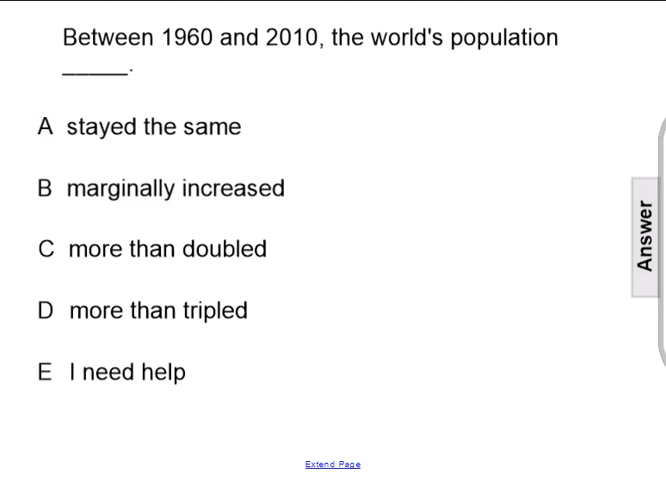 Between 1960 and 2010, the world's population
_____.
A stayed the same
B marginally increased
C more than doubled
D more than tripled
E I need help
Answer
Extend Page